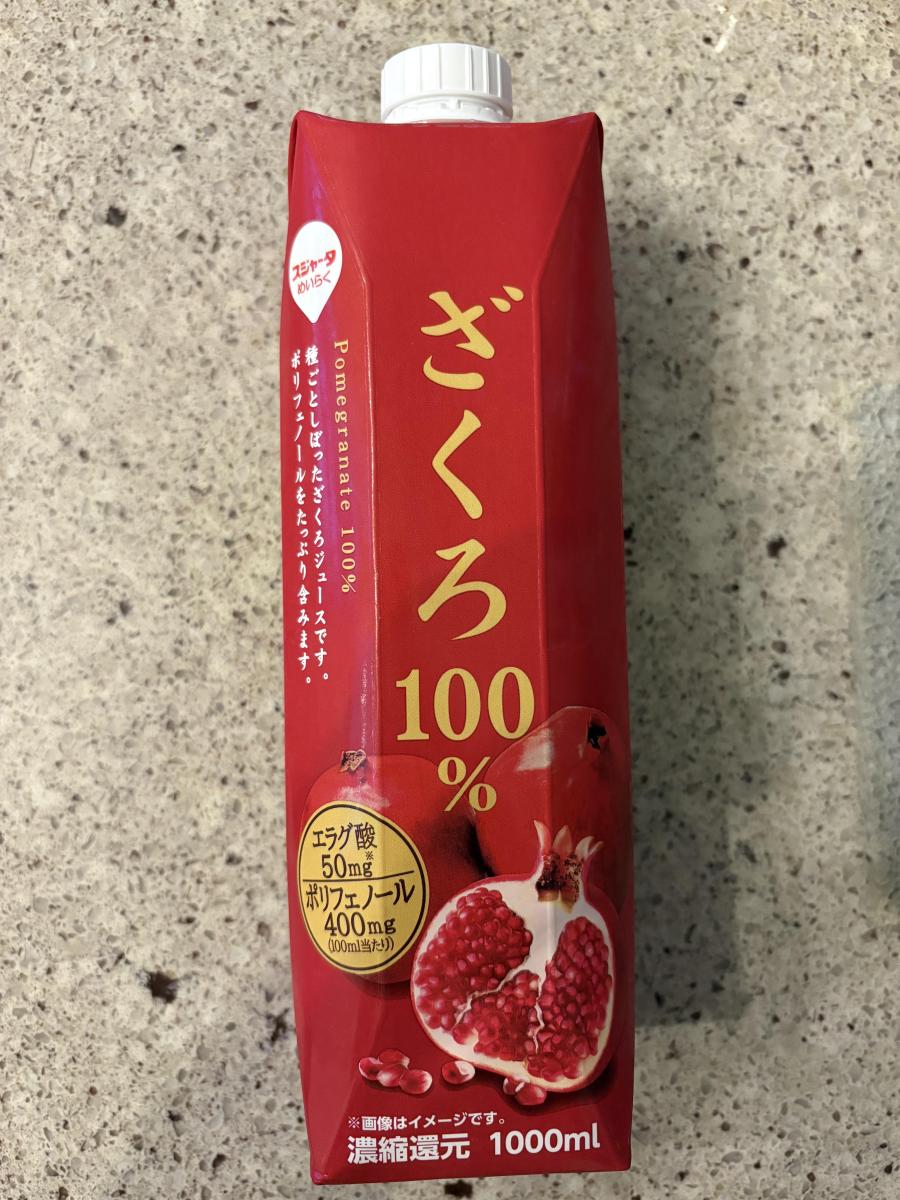 スジャータ
めいらく
ざくろ
100
%
Pomegranate 100%
種ごとしぼったざくろジュースです。
ポリフェノールをたっぷり含みます。
エラグ酸
50mg※
ポリフェノール
400mg
(100ml当たり)
※画像はイメージです。
濃縮還元 1000ml